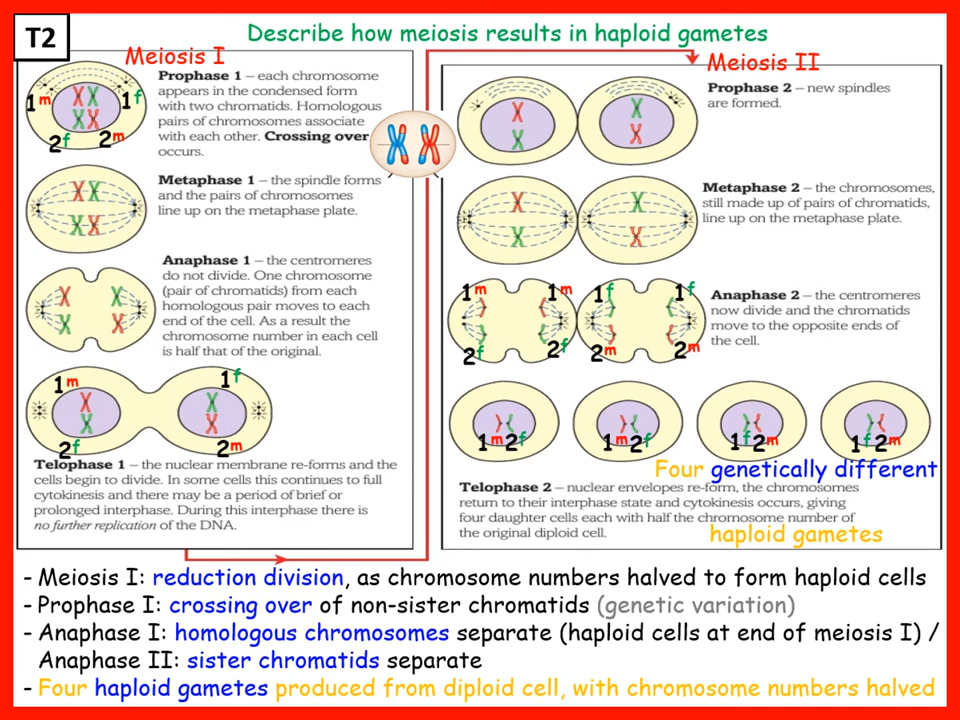 T2
Describe how meiosis results in haploid gametes
Meiosis I
Prophase 1 – each chromosome
appears in the condensed form
with two chromatids. Homologous
pairs of chromosomes associate
with each other. Crossing over
occurs.
1m
1f
2f
2m
Metaphase 1 – the spindle forms
and the pairs of chromosomes
line up on the metaphase plate.
Anaphase 1 – the centromeres
do not divide. One chromosome
(pair of chromatids) from each
homologous pair moves to each
end of the cell. As a result the
chromosome number in each cell
is half that of the original.
1m
1f
2f
2m
Telophase 1 – the nuclear membrane re-forms and the
cells begin to divide. In some cells this continues to full
cytokinesis and there may be a period of brief or
prolonged interphase. During this interphase there is
no further replication of the DNA.
Meiosis II
Prophase 2 – new spindles
are formed.
Metaphase 2 – the chromosomes,
still made up of pairs of chromatids,
line up on the metaphase plate.
1m 1m 1f 1f
2f 2f 2m 2m
Anaphase 2 – the centromeres
now divide and the chromatids
move to the opposite ends of
the cell.
1m2f 1m2f 1f2m 1f2m
Four genetically different
Telophase 2 – nuclear envelopes re-form, the chromosomes
return to their interphase state and cytokinesis occurs, giving
four daughter cells each with half the chromosome number of
the original diploid cell.
haploid gametes
- Meiosis I: reduction division, as chromosome numbers halved to form haploid cells
- Prophase I: crossing over of non-sister chromatids (genetic variation)
- Anaphase I: homologous chromosomes separate (haploid cells at end of meiosis I) /
Anaphase II: sister chromatids separate
- Four haploid gametes produced from diploid cell, with chromosome numbers halved